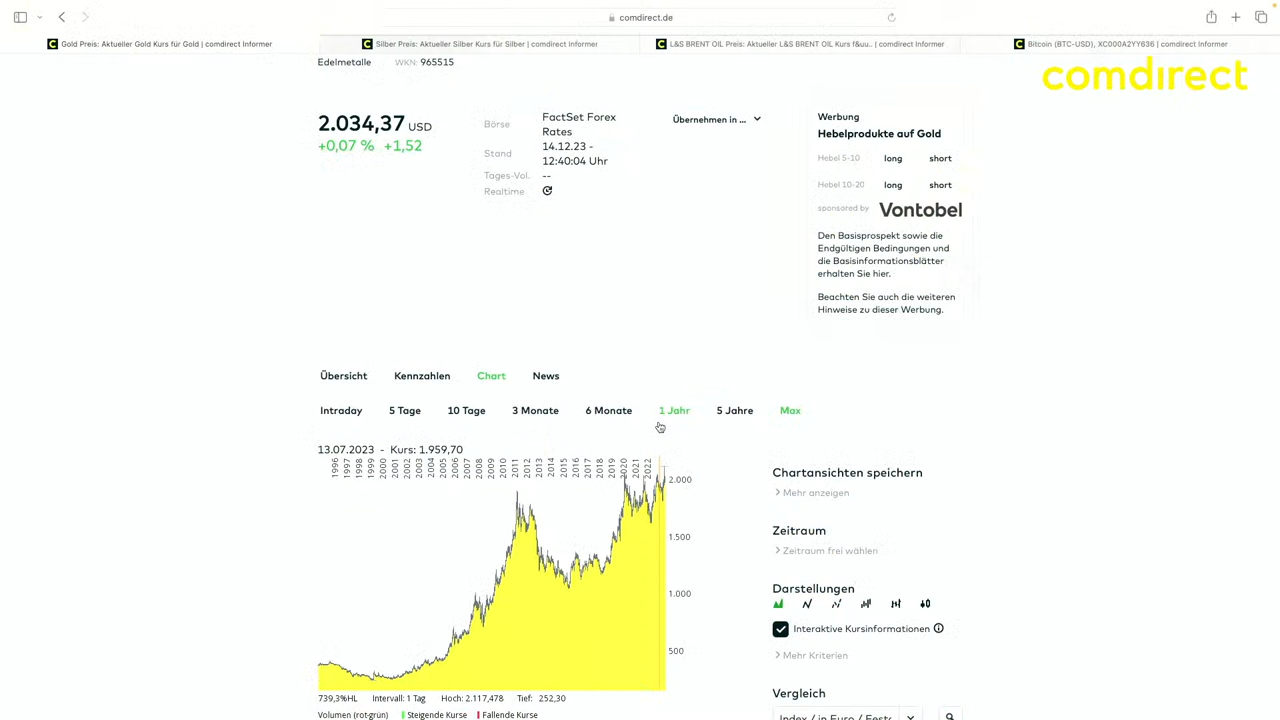 comdirect.de
Gold Preis: Aktueller Gold Kurs für Gold | comdirect Informer
Silber Preis: Aktueller Silber Kurs für Silber | comdirect Informer
L&S BRENT OIL Preis: Aktueller L&S BRENT OIL Kurs f&uu.. | comdirect Informer
Bitcoin (BTC-USD), XC000A2YY636 | comdirect Informer
Edelmetalle WKN: 965515
comdirect
2.034,37 USD
+0,07 % +1,52
Börse FactSet Forex
Rates
Stand 14.12.23 -
12:40:04 Uhr
Tages-Vol. --
Realtime
Übernehmen in ...
Werbung
Hebelprodukte auf Gold
Hebel 5-10 long short
Hebel 10-20 long short
sponsored by Vontobel
Den Basisprospekt sowie die
Endgültigen Bedingungen und
die Basisinformationsblätter
erhalten Sie hier.
Beachten Sie auch die weiteren
Hinweise zu dieser Werbung.
Übersicht Kennzahlen Chart News
Intraday 5 Tage 10 Tage 3 Monate 6 Monate 1 Jahr 5 Jahre Max
13.07.2023 - Kurs: 1.959,70
1996 1997 1998 1999 2000 2001 2002 2003 2004 2005 2006 2007 2008 2009 2010 2011 2012 2013 2014 2015 2016 2017 2018 2019 2020 2021 2022
2.000
1.500
1.000
500
739,3%HL Intervall: 1 Tag Hoch: 2.117,478 Tief: 252,30
Volumen (rot-grün) Steigende Kurse Fallende Kurse
Chartansichten speichern
Mehr anzeigen
Zeitraum
Zeitraum frei wählen
Darstellungen
Interaktive Kursinformationen
Mehr Kriterien
Vergleich